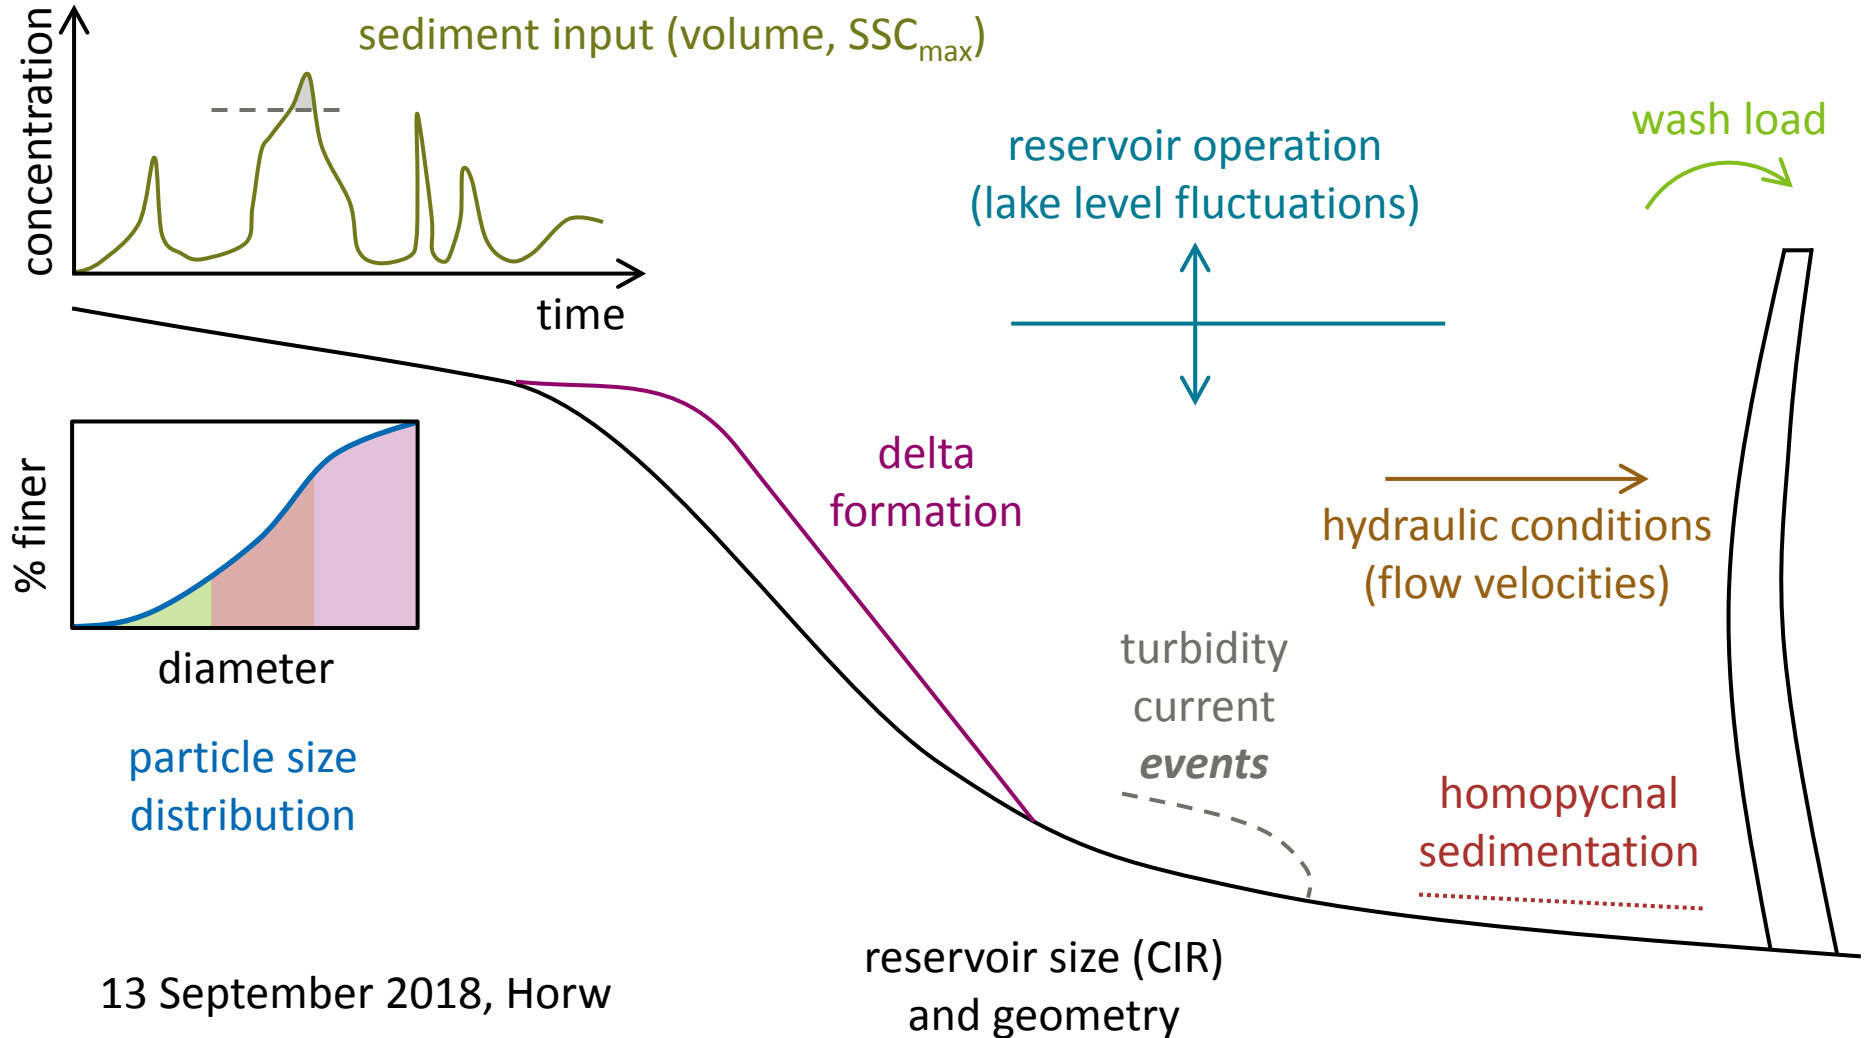 concentration
sediment input (volume, SSCmax)
time
wash load
reservoir operation
(lake level fluctuations)
% finer
diameter
particle size
distribution
delta
formation
hydraulic conditions
(flow velocities)
turbidity
current
events
homopycnal
sedimentation
reservoir size (CIR)
and geometry
13 September 2018, Horw